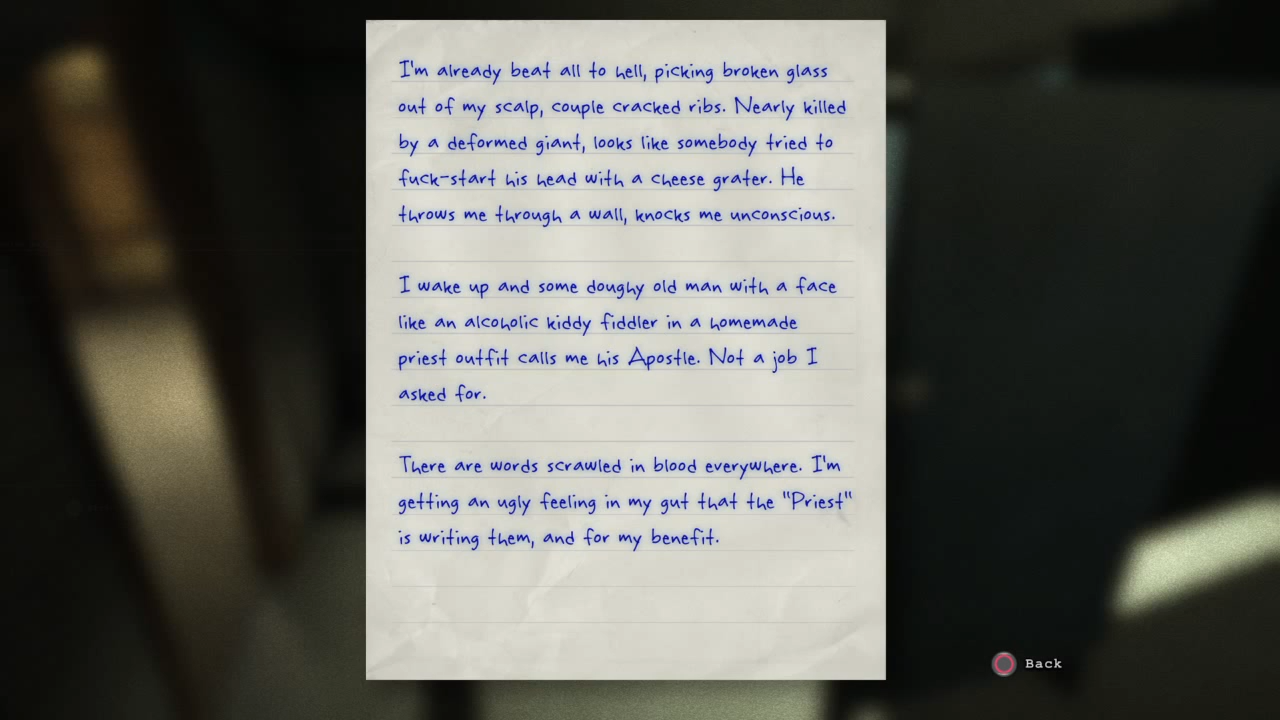 I'm already beat all to hell, picking broken glass
out of my scalp, couple cracked ribs. Nearly killed
by a deformed giant, looks like somebody tried to
fuck-start his head with a cheese grater. He
throws me through a wall, knocks me unconscious.
I wake up and some doughy old man with a face
like an alcoholic kiddy fiddler in a homemade
priest outfit calls me his Apostle. Not a job I
asked for.
There are words scrawled in blood everywhere. I'm
getting an ugly feeling in my gut that the "Priest"
is writing them, and for my benefit.
Back